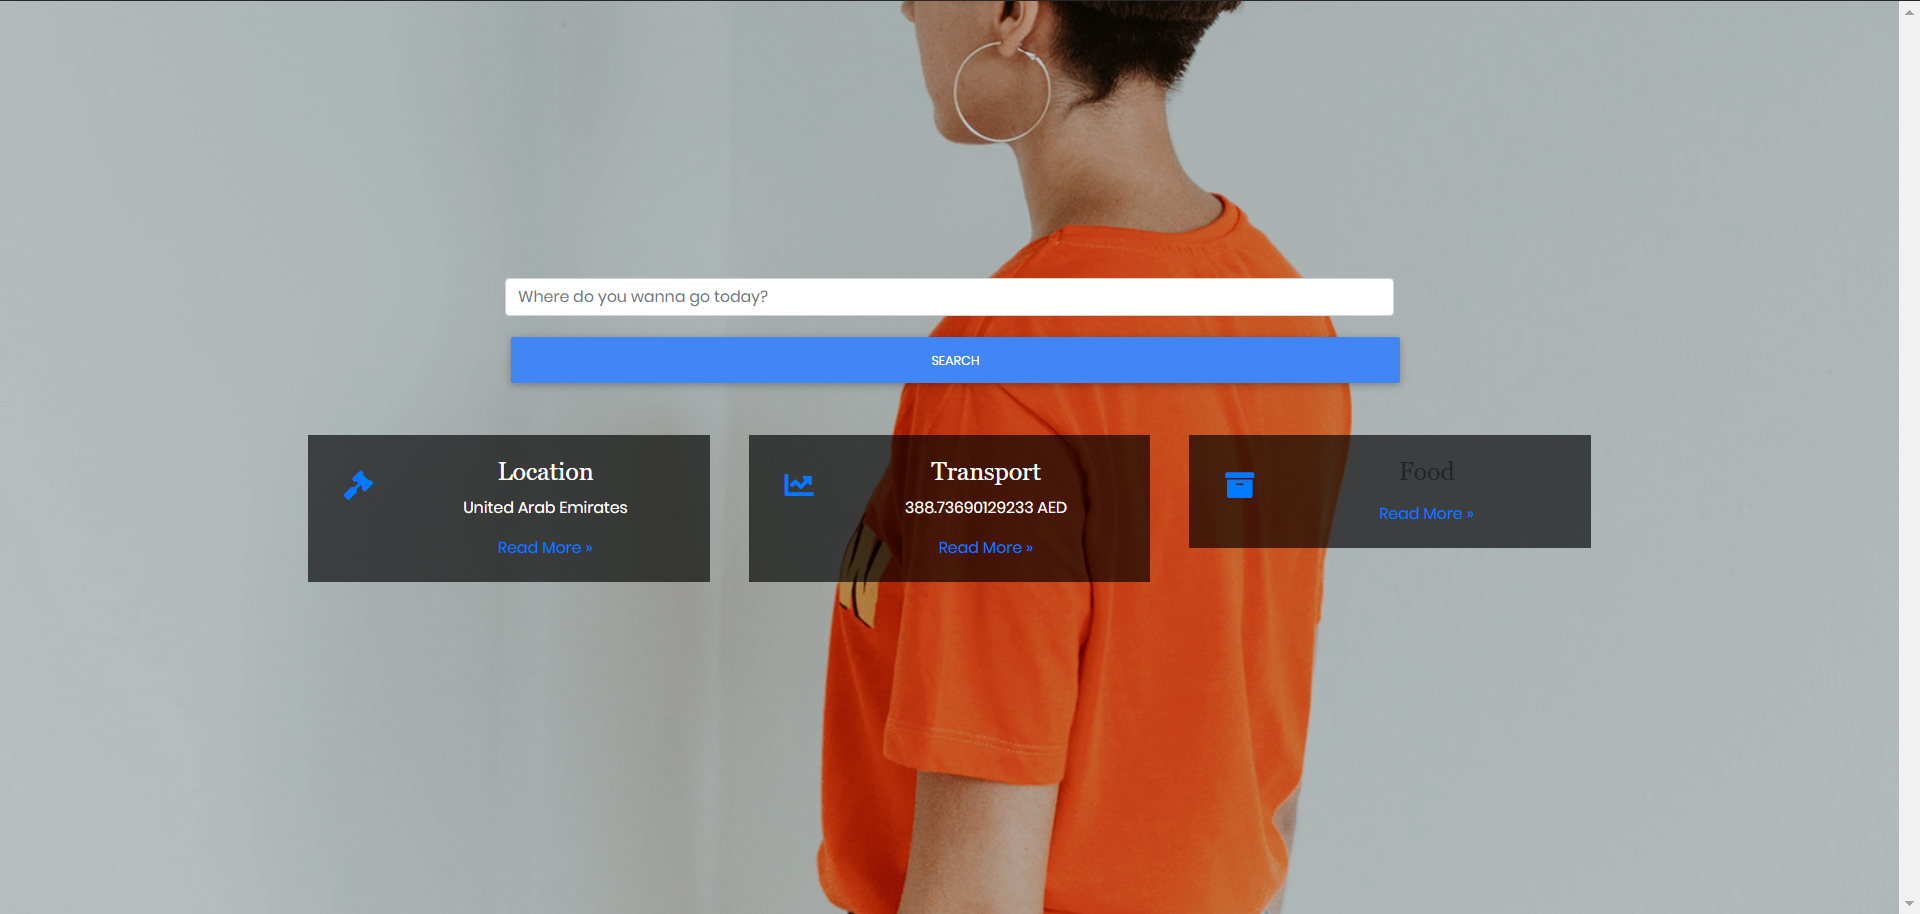 Where do you wanna go today?
SEARCH
Location
United Arab Emirates
Read More »
Transport
388.73690129233 AED
Read More »
Food
Read More »